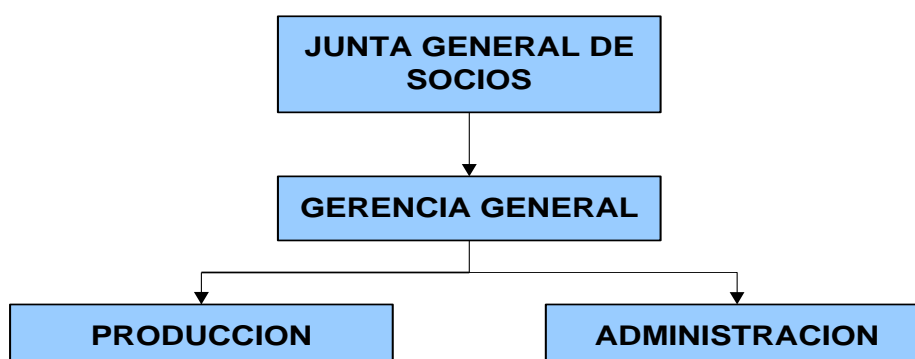 JUNTA GENERAL DE
SOCIOS
GERENCIA GENERAL
PRODUCCION
ADMINISTRACION